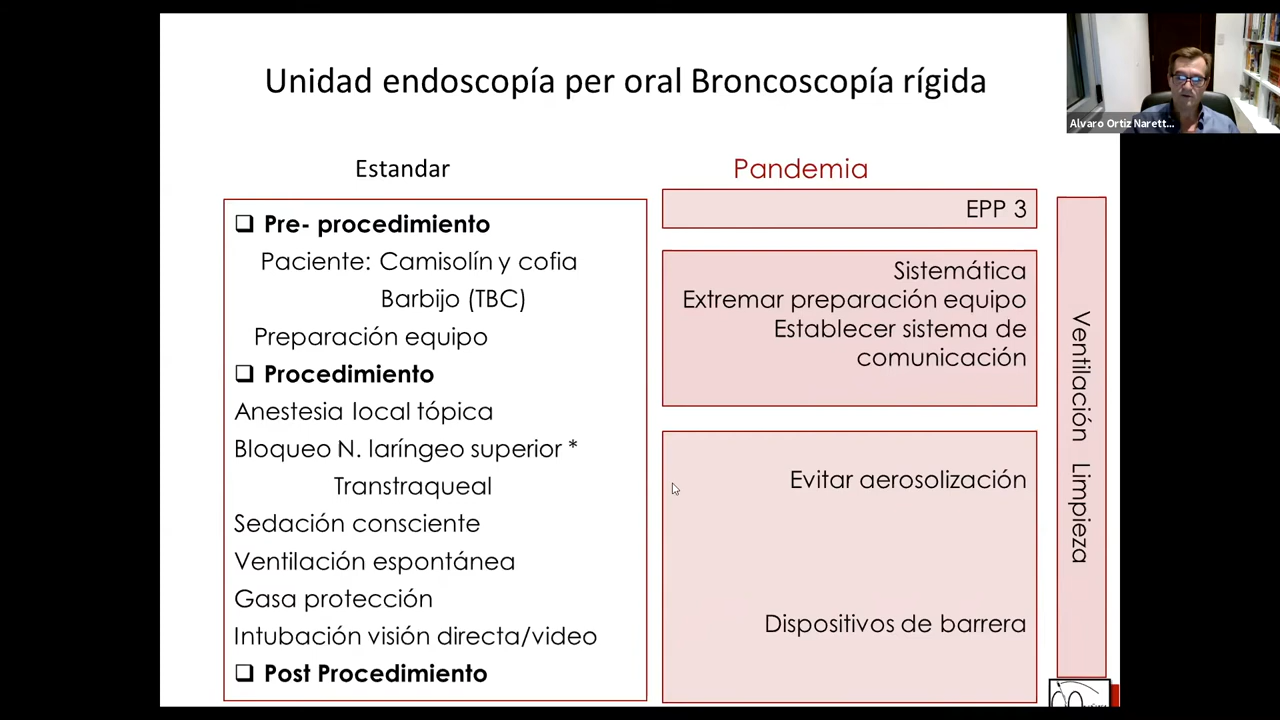 Unidad endoscopía per oral Broncoscopía rígida
Alvaro Ortiz Narett...
Estandar
Pandemia
❑ Pre- procedimiento
Paciente: Camisolín y cofia
Barbijo (TBC)
Preparación equipo
❑ Procedimiento
Anestesia local tópica
Bloqueo N. laríngeo superior *
Transtraqueal
Sedación consciente
Ventilación espontánea
Gasa protección
Intubación visión directa/video
❑ Post Procedimiento
EPP 3
Sistemática
Extremar preparación equipo
Establecer sistema de
comunicación
Evitar aerosolización
Dispositivos de barrera
Ventilación Limpieza